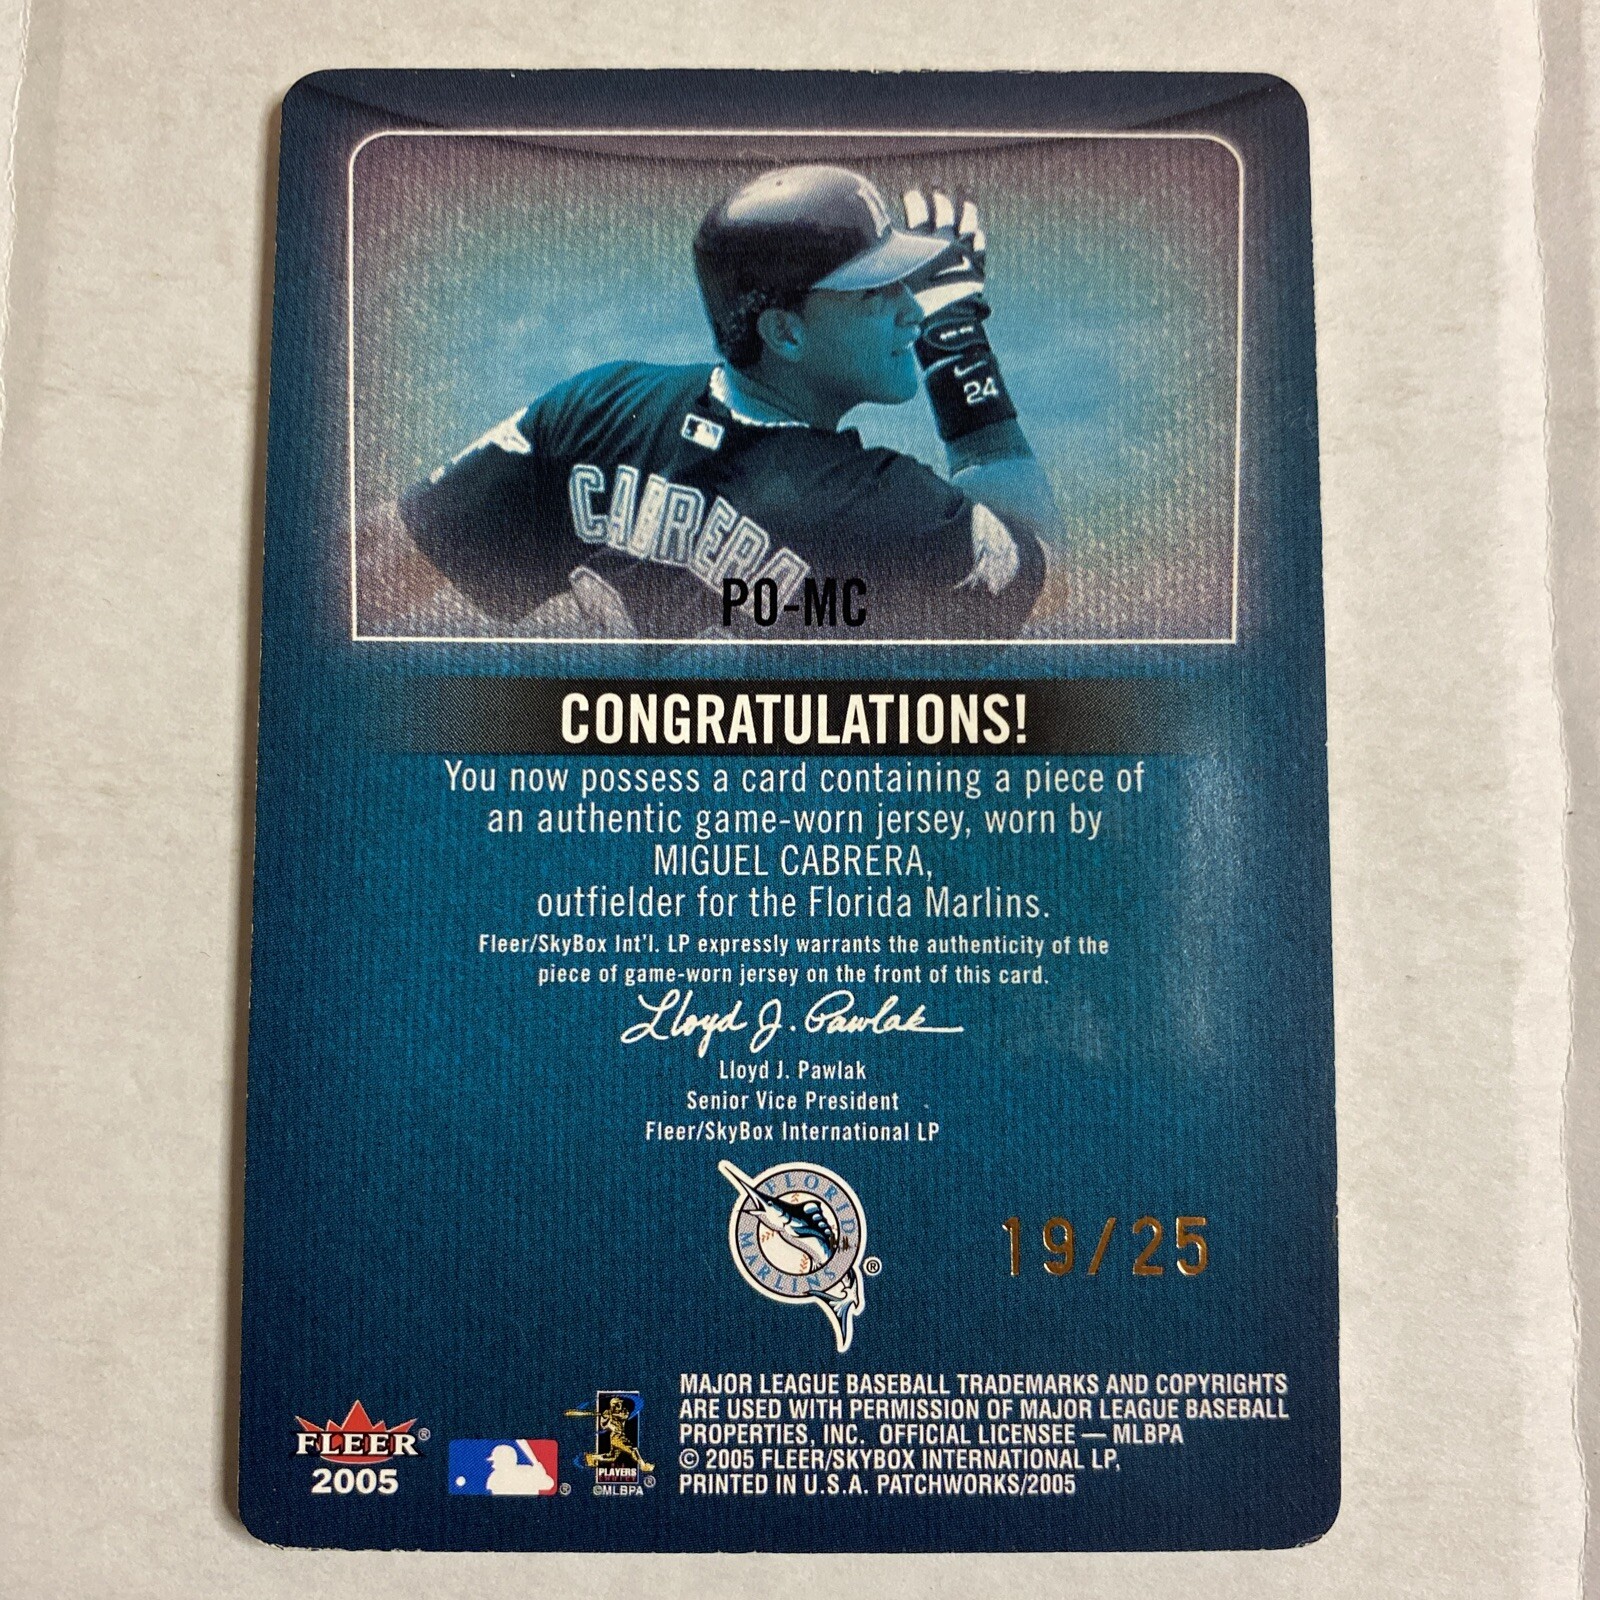 24
CABRERA
PO-MC
CONGRATULATIONS!
You now possess a card containing a piece of
an authentic game-worn jersey, worn by
MIGUEL CABRERA,
outfielder for the Florida Marlins.
Fleer/SkyBox Int'l. LP expressly warrants the authenticity of the
piece of game-worn jersey on the front of this card.
Lloyd J. Pawlak
Lloyd J. Pawlak
Senior Vice President
Fleer/SkyBox International LP
FLORIDA
MARLINS
®
19/25
FLEER®
2005
®
PLAYERS
CHOICE
©MLBPA®
MAJOR LEAGUE BASEBALL TRADEMARKS AND COPYRIGHTS
ARE USED WITH PERMISSION OF MAJOR LEAGUE BASEBALL
PROPERTIES, INC. OFFICIAL LICENSEE — MLBPA
© 2005 FLEER/SKYBOX INTERNATIONAL LP,
PRINTED IN U.S.A. PATCHWORKS/2005